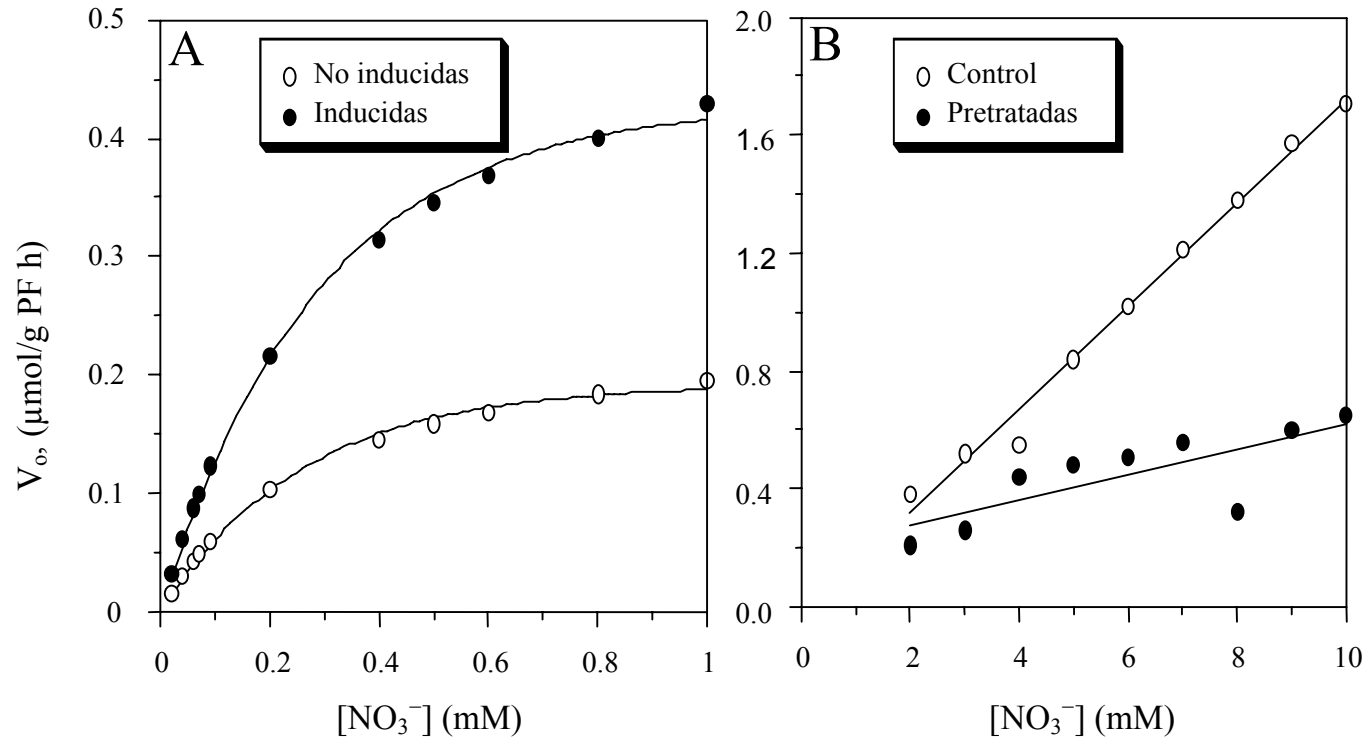 A
No inducidas
Inducidas
0.5
0.4
0.3
0.2
0.1
0
0
0.2
0.4
0.6
0.8
1
[NO₃⁻] (mM)
Vₒ,, (µmol/g PF h)
B
Control
Pretratadas
2.0
1.6
1.2
0.8
0.4
0.0
0
2
4
6
8
10
[NO₃⁻] (mM)